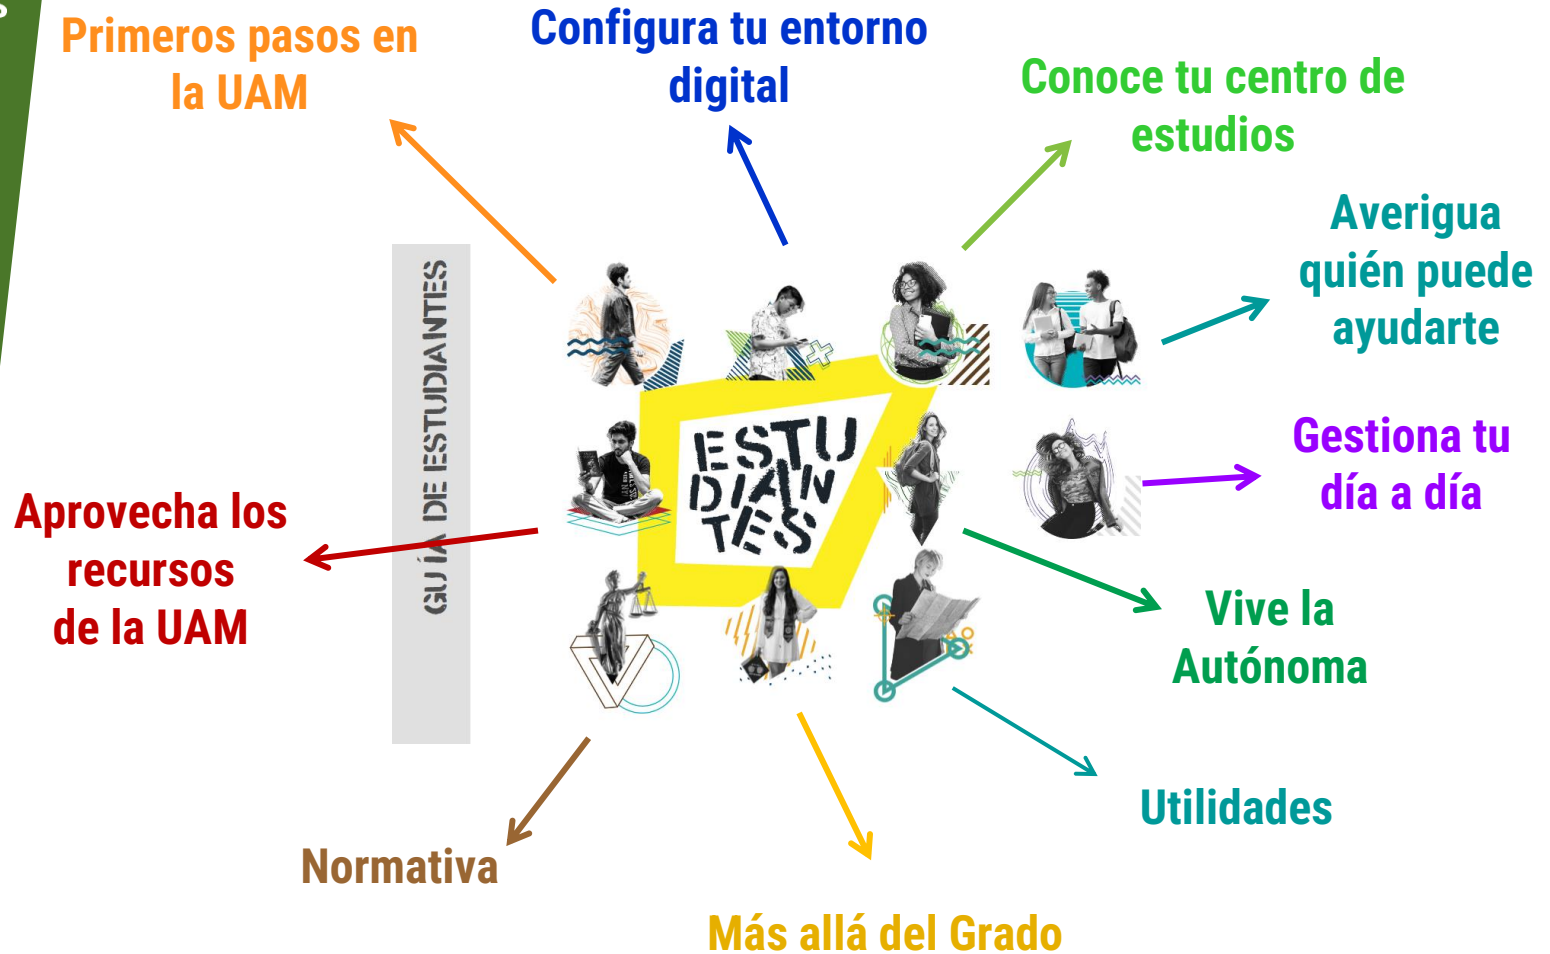 Primeros pasos en
la UAM
Configura tu entorno
digital
Conoce tu centro de
estudios
Averigua
quién puede
ayudarte
Gestiona tu
día a día
Vive la
Autónoma
Utilidades
Más allá del Grado
Normativa
Aprovecha los
recursos
de la UAM
GUÍA DE ESTUDIANTES
ESTU
DIAN
TES